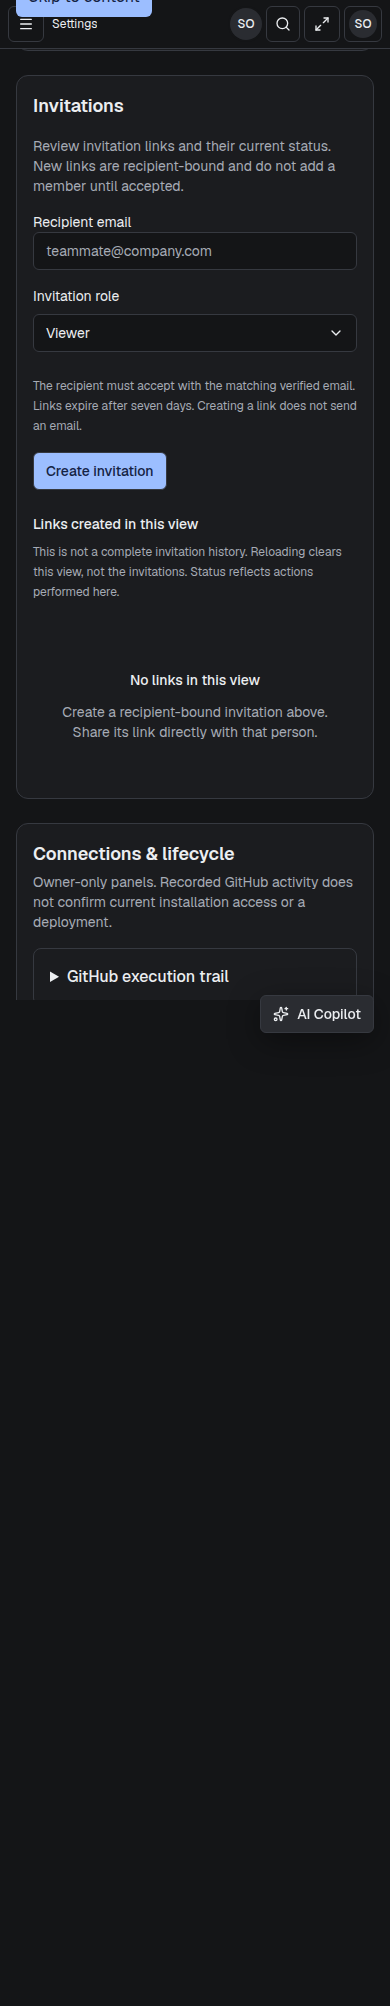 Skip to content
Settings
SO
SO
Invitations
Review invitation links and their current status.
New links are recipient-bound and do not add a
member until accepted.
Recipient email
teammate@company.com
Invitation role
Viewer
The recipient must accept with the matching verified email.
Links expire after seven days. Creating a link does not send
an email.
Create invitation
Links created in this view
This is not a complete invitation history. Reloading clears
this view, not the invitations. Status reflects actions
performed here.
No links in this view
Create a recipient-bound invitation above.
Share its link directly with that person.
Connections & lifecycle
Owner-only panels. Recorded GitHub activity does
not confirm current installation access or a
deployment.
GitHub execution trail
AI Copilot